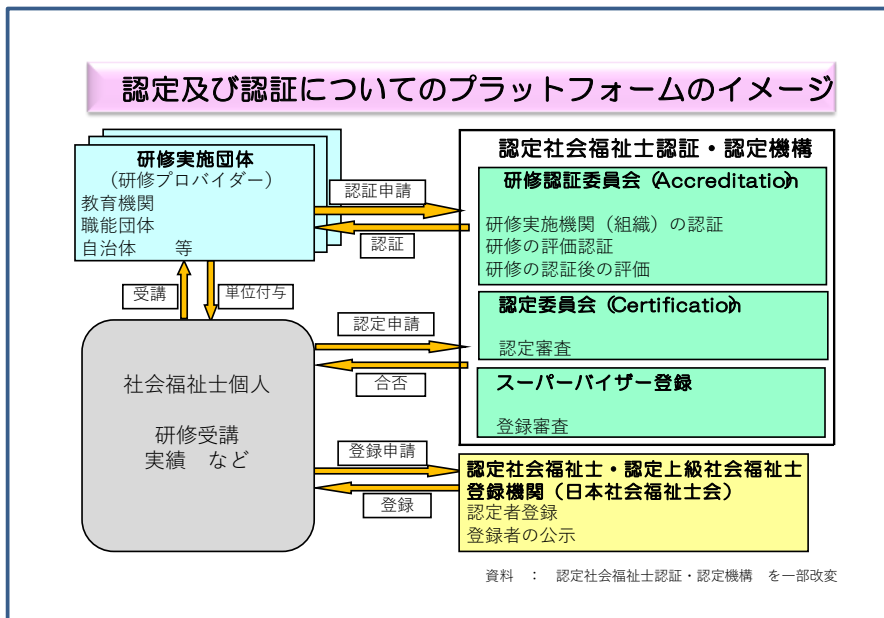 認定及び認証についてのプラットフォームのイメージ
研修実施団体
（研修プロバイダー）
教育機関
職能団体
自治体　　等
認証申請
認証
認定社会福祉士認証・認定機構
研修認証委員会（Accreditation）
研修実施機関（組織）の認証
研修の評価認証
研修の認証後の評価
受講
単位付与
認定委員会（Certification）
認定審査
認定申請
合否
社会福祉士個人
研修受講
実績　など
スーパーバイザー登録
登録審査
登録申請
登録
認定社会福祉士・認定上級社会福祉士
登録機関（日本社会福祉士会）
認定者登録
登録者の公示
資料　：　認定社会福祉士認証・認定機構　を一部改変